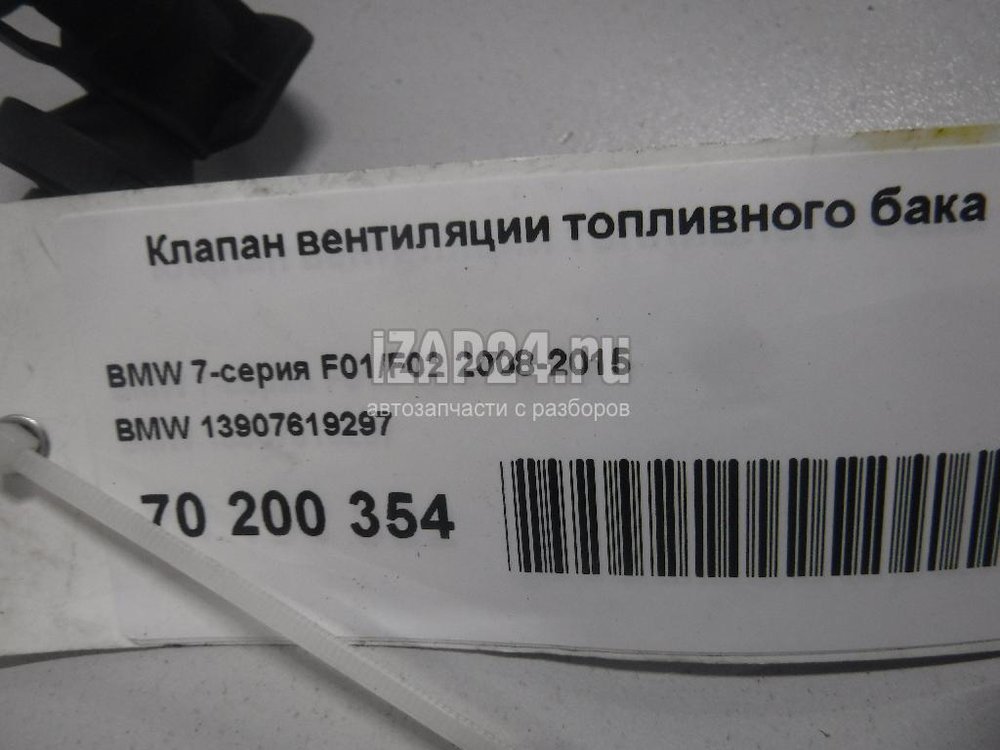 Клапан вентиляции топливного бака
BMW 7-серия F01/F02 2008-2015
iZAP24.ru
автозапчасти с разборов
BMW 13907619297
70 200 354